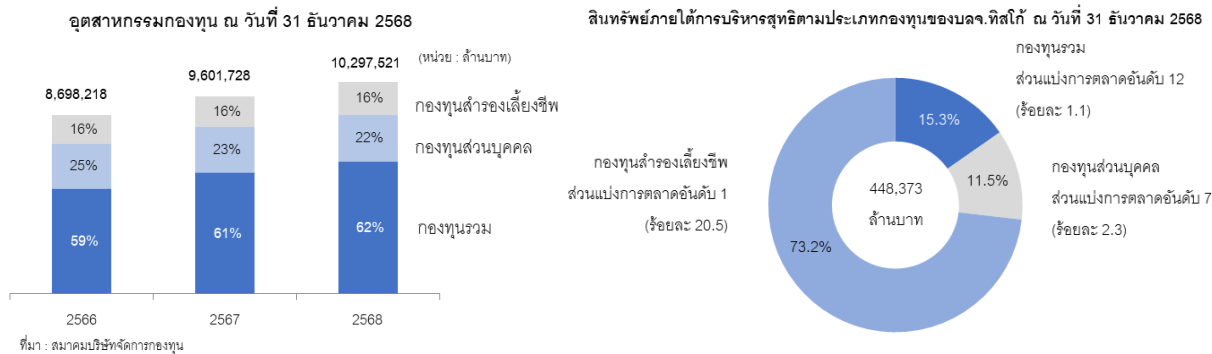 อุตสาหกรรมกองทุน ณ วันที่ 31 ธันวาคม 2568
(หน่วย : ล้านบาท)
8,698,218
9,601,728
10,297,521
16%
16%
16%
กองทุนสำรองเลี้ยงชีพ
25%
23%
22%
กองทุนส่วนบุคคล
59%
61%
62%
กองทุนรวม
2566
2567
2568
ที่มา : สมาคมบริษัทจัดการกองทุน
สินทรัพย์ภายใต้การบริหารสุทธิตามประเภทกองทุนของบลจ.ทิสโก้ ณ วันที่ 31 ธันวาคม 2568
กองทุนรวม
ส่วนแบ่งการตลาดอันดับ 12
(ร้อยละ 1.1)
15.3%
กองทุนส่วนบุคคล
ส่วนแบ่งการตลาดอันดับ 7
(ร้อยละ 2.3)
11.5%
กองทุนสำรองเลี้ยงชีพ
ส่วนแบ่งการตลาดอันดับ 1
(ร้อยละ 20.5)
73.2%
448,373
ล้านบาท